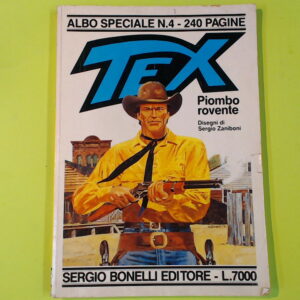 ALBO SPECIALE N.4 - 240 PAGINE
TEX
Piombo
rovente
Disegni di
Sergio Zaniboni
SERGIO BONELLI EDITORE - L.7000